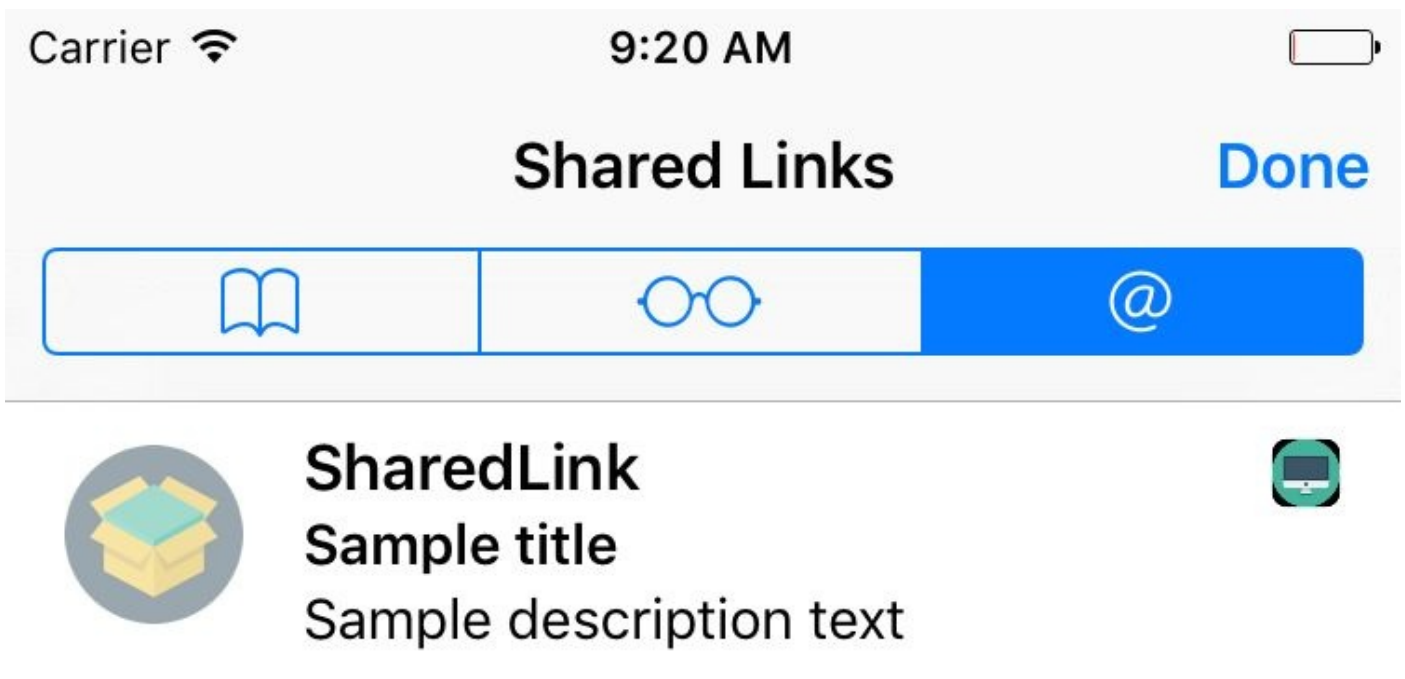 Carrier 9:20 AM
Shared Links Done
@
SharedLink
Sample title
Sample description text